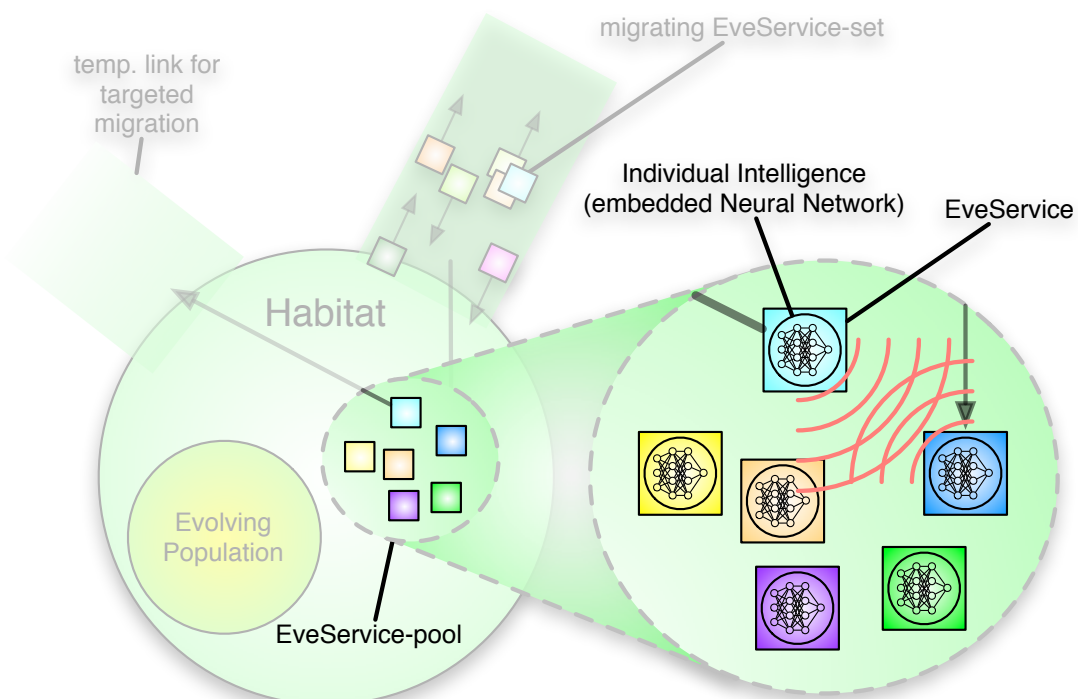 migrating EveService-set
temp. link for
targeted
migration
Individual Intelligence
(embedded Neural Network)
EveService
Habitat
Evolving
Population
EveService-pool